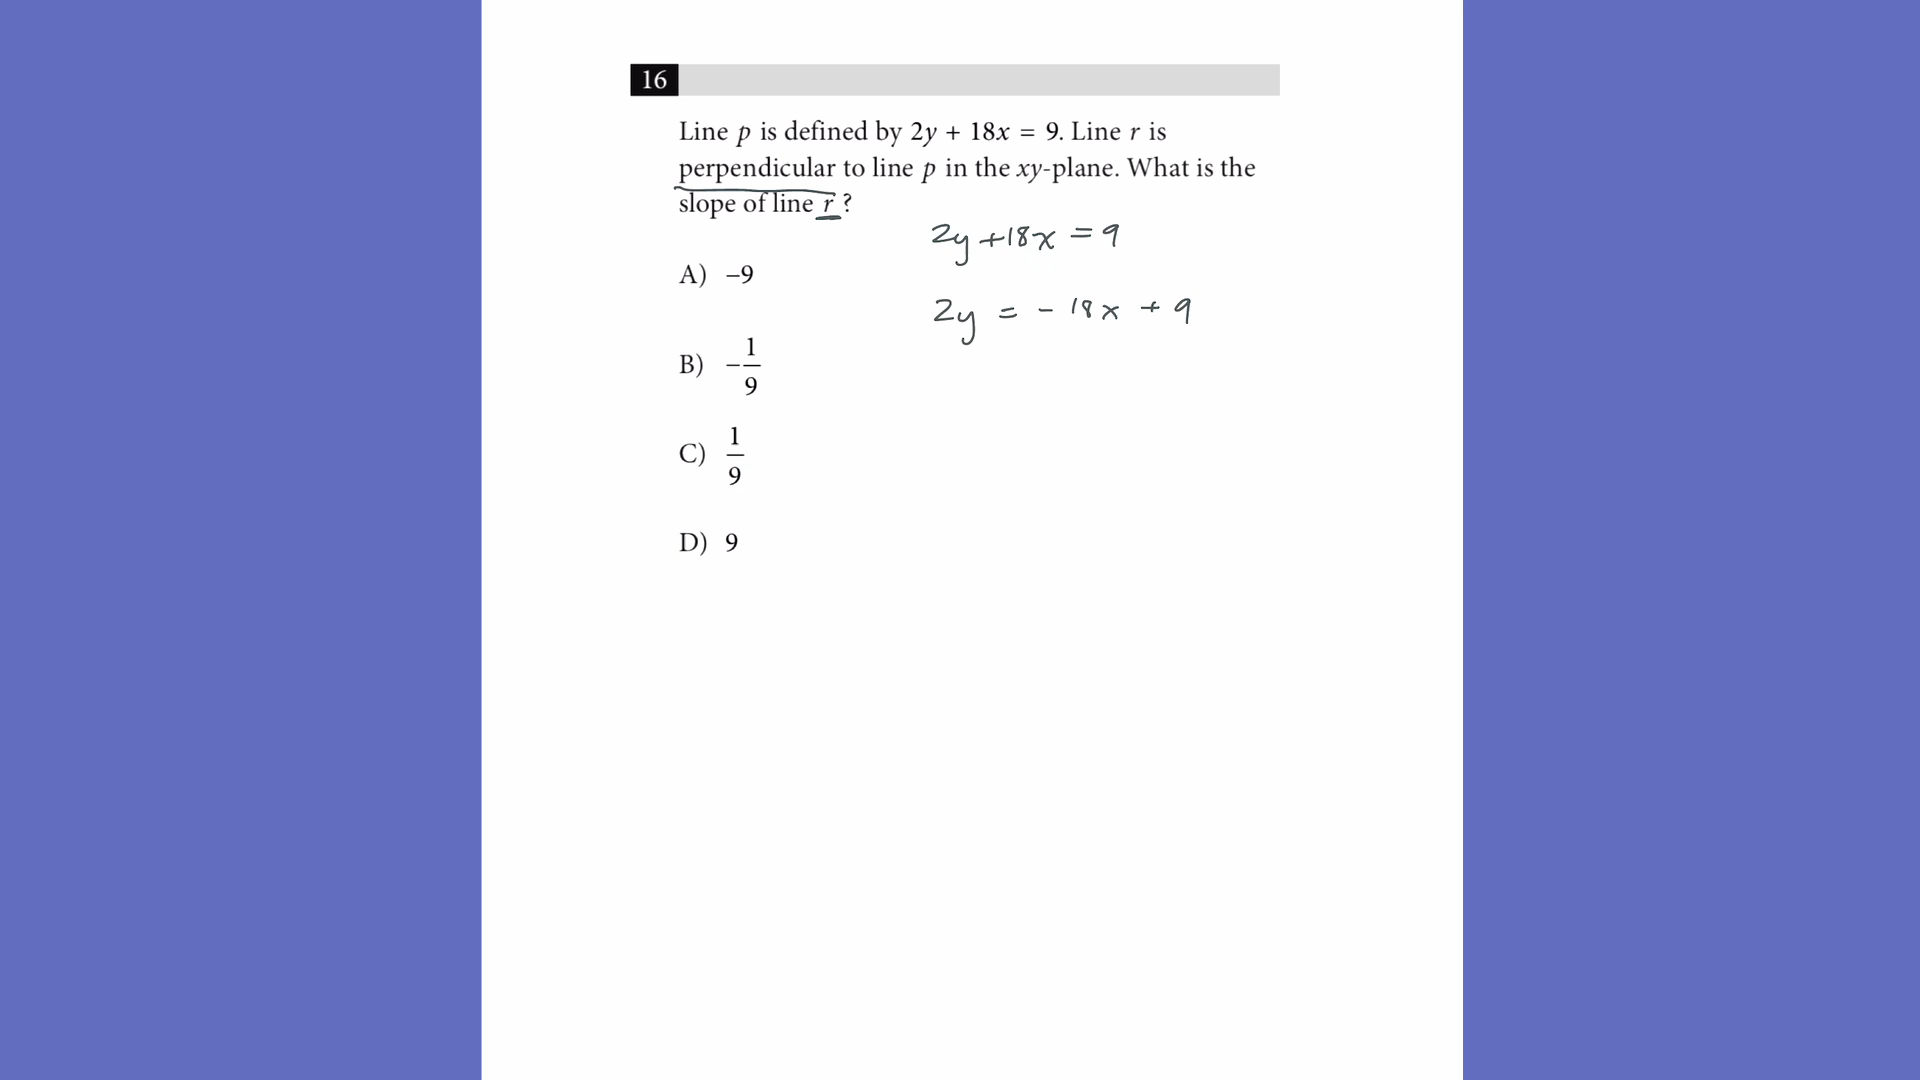 16
Line p is defined by 2y + 18x = 9. Line r is
perpendicular to line p in the xy-plane. What is the
slope of line r ?
2y + 18x = 9
A) –9
2y = - 18x + 9
B) –1/9
C) 1/9
D) 9